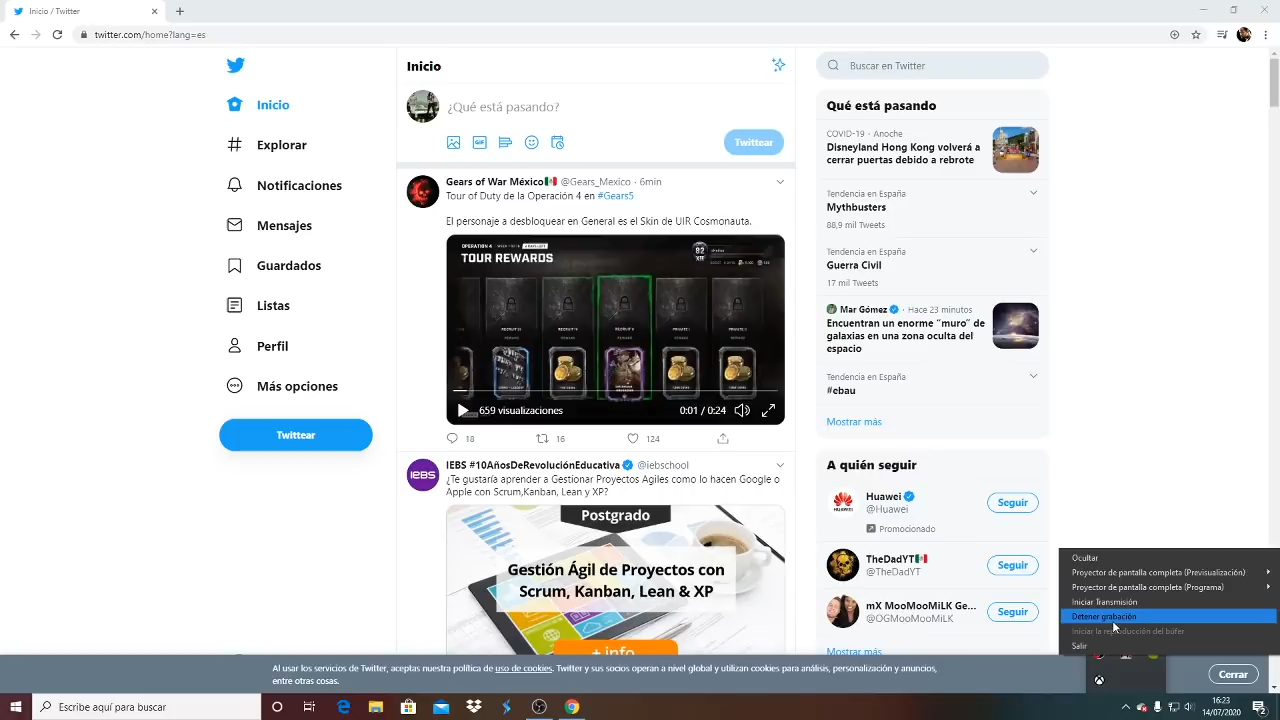 Inicio / Twitter
twitter.com/home?lang=es
Inicio
Explorar
Notificaciones
Mensajes
Guardados
Listas
Perfil
Más opciones
Twittear
Inicio
¿Qué está pasando?
GIF
Twittear
Gears of War México @Gears_Mexico · 6min
Tour of Duty de la Operación 4 en #Gears5
El personaje a desbloquear en General es el Skin de UIR Cosmonauta.
OPERATION 4
TOUR REWARDS
82
659 visualizaciones
0:01 / 0:24
18
16
124
IEBS #10AñosDeRevoluciónEducativa @iebschool
¿Te gustaría aprender a Gestionar Proyectos Agiles como lo hacen Google o
Apple con Scrum,Kanban, Lean y XP?
IEBS
Postgrado
Gestión Ágil de Proyectos con
Scrum, Kanban, Lean & XP
+ info
Buscar en Twitter
Qué está pasando
COVID-19 · Anoche
Disneyland Hong Kong volverá a
cerrar puertas debido a rebrote
Tendencia en España
Mythbusters
88,9 mil Tweets
Tendencia en España
Guerra Civil
17 mil Tweets
Mar Gómez · Hace 23 minutos
Encuentran un enorme “muro” de
galaxias en una zona oculta del
espacio
Tendencia en España
#ebau
Mostrar más
A quién seguir
HUAWEI
Huawei
@Huawei
Seguir
Promocionado
TheDadYT
@TheDadYT
Seguir
mX MooMooMiLK Ge...
@OGMooMooMiLK
Seguir
Mostrar más
Ocultar
Proyector de pantalla completa (Previsualización)
Proyector de pantalla completa (Programa)
Iniciar Transmisión
Detener grabación
Iniciar la reproducción del búfer
Salir
Al usar los servicios de Twitter, aceptas nuestra política de uso de cookies. Twitter y sus socios operan a nivel global y utilizan cookies para análisis, personalización y anuncios,
entre otras cosas.
Cerrar
Escribe aquí para buscar
16:23
14/07/2020
2